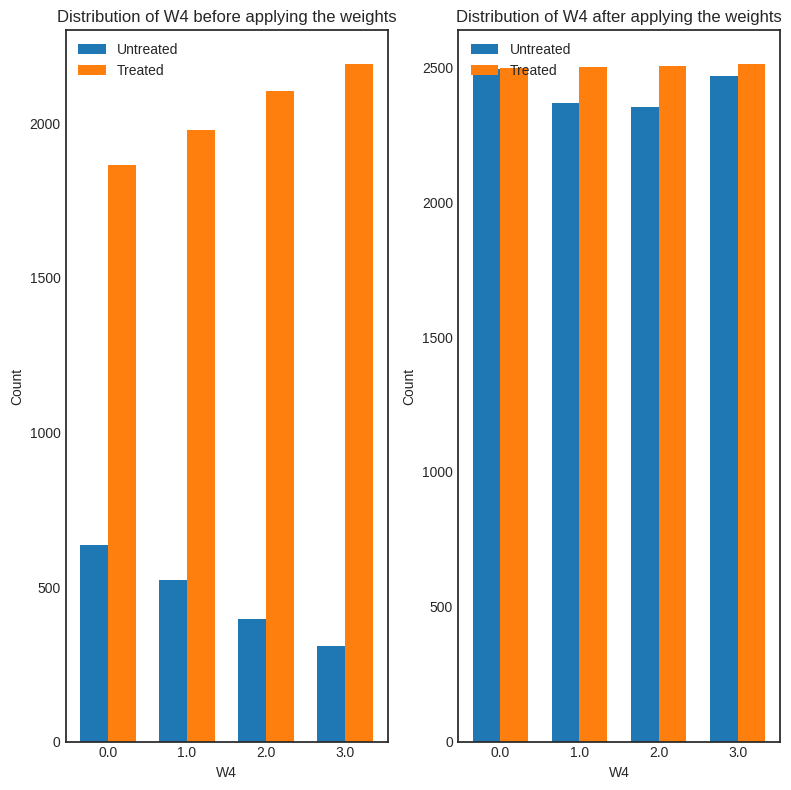 Distribution of W4 before applying the weights
Untreated
Treated
2000
1500
1000
500
0
Count
0.0 1.0 2.0 3.0
W4
Distribution of W4 after applying the weights
Untreated
Treated
2500
2000
1500
1000
500
0
Count
0.0 1.0 2.0 3.0
W4